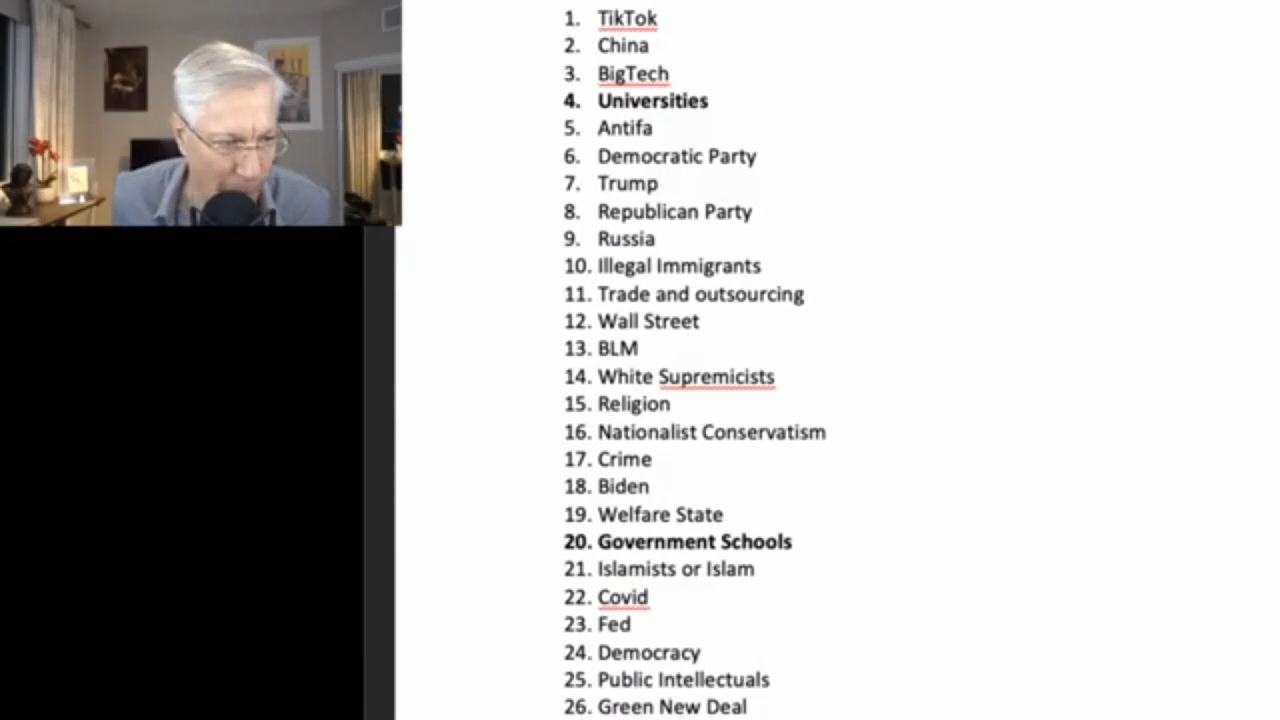 1. TikTok
2. China
3. BigTech
4. Universities
5. Antifa
6. Democratic Party
7. Trump
8. Republican Party
9. Russia
10. Illegal Immigrants
11. Trade and outsourcing
12. Wall Street
13. BLM
14. White Supremicists
15. Religion
16. Nationalist Conservatism
17. Crime
18. Biden
19. Welfare State
20. Government Schools
21. Islamists or Islam
22. Covid
23. Fed
24. Democracy
25. Public Intellectuals
26. Green New Deal